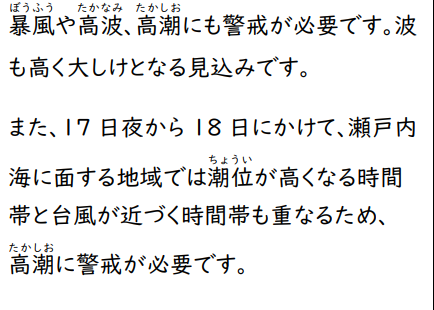 ぼうふう たかなみ たかしお
暴風や高波、高潮にも警戒が必要です。波
も高く大しけとなる見込みです。
また、17日夜から18日にかけて、瀬戸内
ちょうい
海に面する地域では潮位が高くなる時間
帯と台風が近づく時間帯も重なるため、
たかしお
高潮に警戒が必要です。